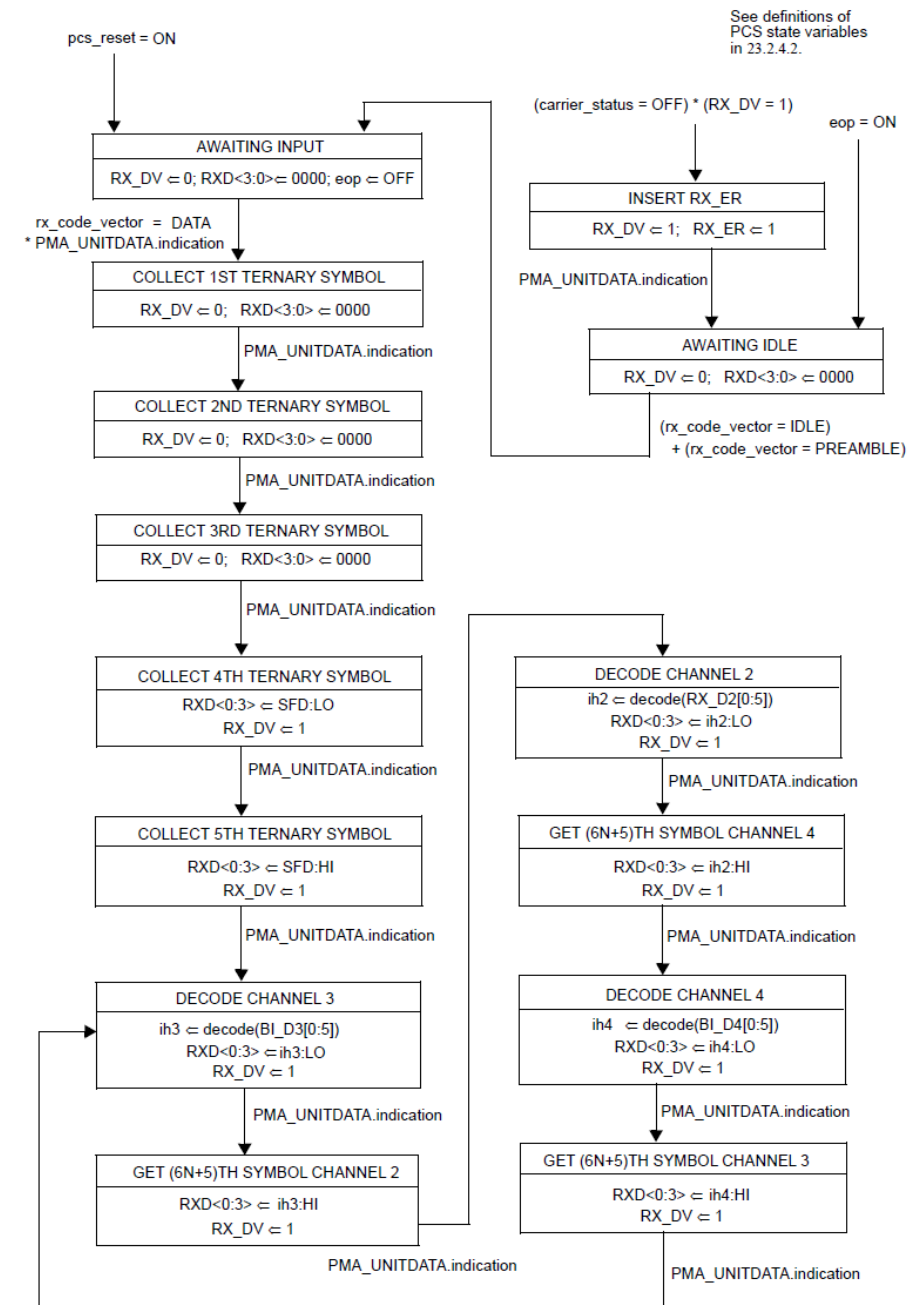 See definitions of
PCS state variables
in 23.2.4.2.
pcs_reset = ON
(carrier_status = OFF) * (RX_DV = 1)
eop = ON
AWAITING INPUT
RX_DV ⇐ 0; RXD<3:0>⇐ 0000; eop ⇐ OFF
INSERT RX_ER
RX_DV ⇐ 1; RX_ER ⇐ 1
rx_code_vector = DATA
* PMA_UNITDATA.indication
COLLECT 1ST TERNARY SYMBOL
RX_DV ⇐ 0; RXD<3:0> ⇐ 0000
PMA_UNITDATA.indication
AWAITING IDLE
RX_DV ⇐ 0; RXD<3:0> ⇐ 0000
PMA_UNITDATA.indication
COLLECT 2ND TERNARY SYMBOL
RX_DV ⇐ 0; RXD<3:0> ⇐ 0000
(rx_code_vector = IDLE)
+ (rx_code_vector = PREAMBLE)
PMA_UNITDATA.indication
COLLECT 3RD TERNARY SYMBOL
RX_DV ⇐ 0; RXD<3:0> ⇐ 0000
PMA_UNITDATA.indication
COLLECT 4TH TERNARY SYMBOL
RXD<0:3> ⇐ SFD:LO
RX_DV ⇐ 1
PMA_UNITDATA.indication
COLLECT 5TH TERNARY SYMBOL
RXD<0:3> ⇐ SFD:HI
RX_DV ⇐ 1
PMA_UNITDATA.indication
DECODE CHANNEL 3
ih3 ⇐ decode(BI_D3[0:5])
RXD<0:3> ⇐ ih3:LO
RX_DV ⇐ 1
PMA_UNITDATA.indication
GET (6N+5)TH SYMBOL CHANNEL 2
RXD<0:3> ⇐ ih3:HI
RX_DV ⇐ 1
PMA_UNITDATA.indication
DECODE CHANNEL 2
ih2 ⇐ decode(RX_D2[0:5])
RXD<0:3> ⇐ ih2:LO
RX_DV ⇐ 1
PMA_UNITDATA.indication
GET (6N+5)TH SYMBOL CHANNEL 4
RXD<0:3> ⇐ ih2:HI
RX_DV ⇐ 1
PMA_UNITDATA.indication
DECODE CHANNEL 4
ih4 ⇐ decode(BI_D4[0:5])
RXD<0:3> ⇐ ih4:LO
RX_DV ⇐ 1
PMA_UNITDATA.indication
GET (6N+5)TH SYMBOL CHANNEL 3
RXD<0:3> ⇐ ih4:HI
RX_DV ⇐ 1
PMA_UNITDATA.indication